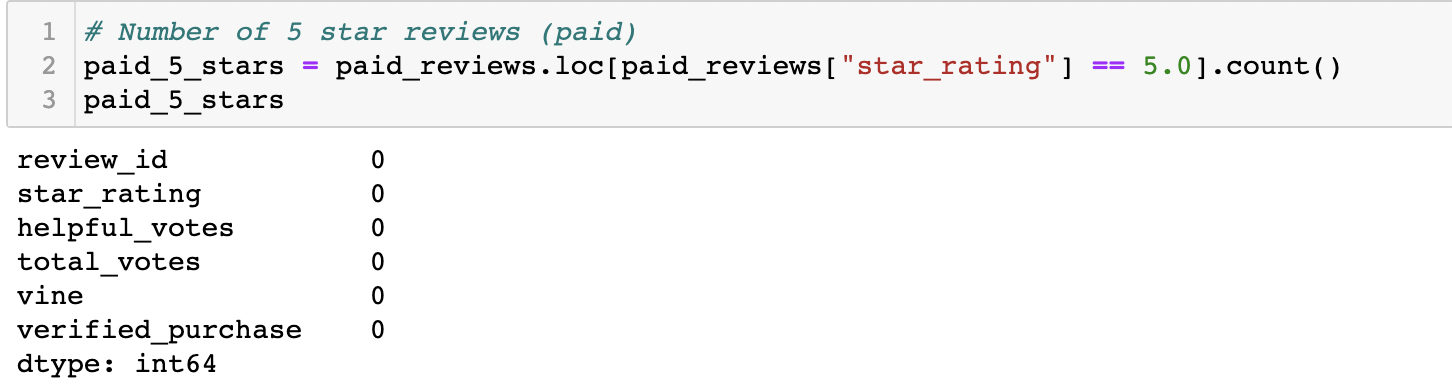 1 # Number of 5 star reviews (paid)
2 paid_5_stars = paid_reviews.loc[paid_reviews["star_rating"] == 5.0].count()
3 paid_5_stars
review_id 0
star_rating 0
helpful_votes 0
total_votes 0
vine 0
verified_purchase 0
dtype: int64